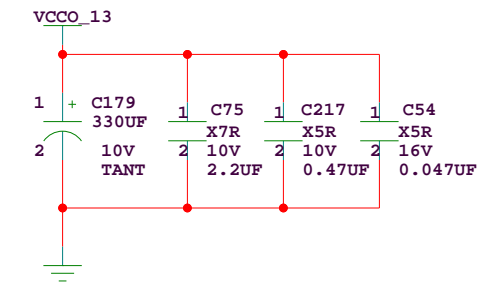 VCCO_13
1 + C179 1 C75 1 C217 1 C54
330UF X7R X5R X5R
2 10V 2 10V 2 10V 2 16V
TANT 2.2UF 0.47UF 0.047UF